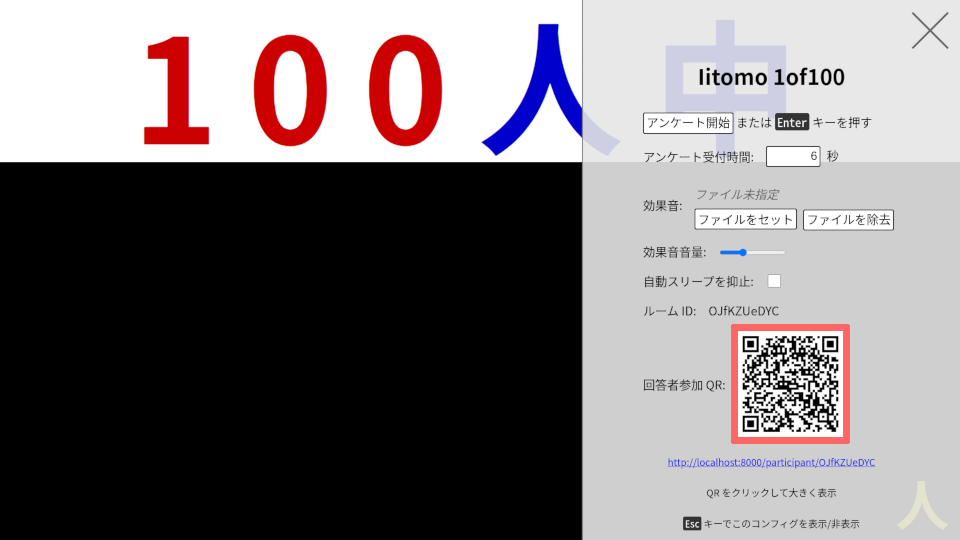 100人中
Iitomo 1of100
アンケート開始 または Enter キーを押す
アンケート受付時間: 6 秒
ファイル未指定
効果音:
ファイルをセット ファイルを除去
効果音音量:
自動スリープを抑止:
ルーム ID: OJfKZUeDYC
回答者参加 QR:
http://localhost:8000/participant/OJfKZUeDYC
QR をクリックして大きく表示
Esc キーでこのコンフィグを表示/非表示
人